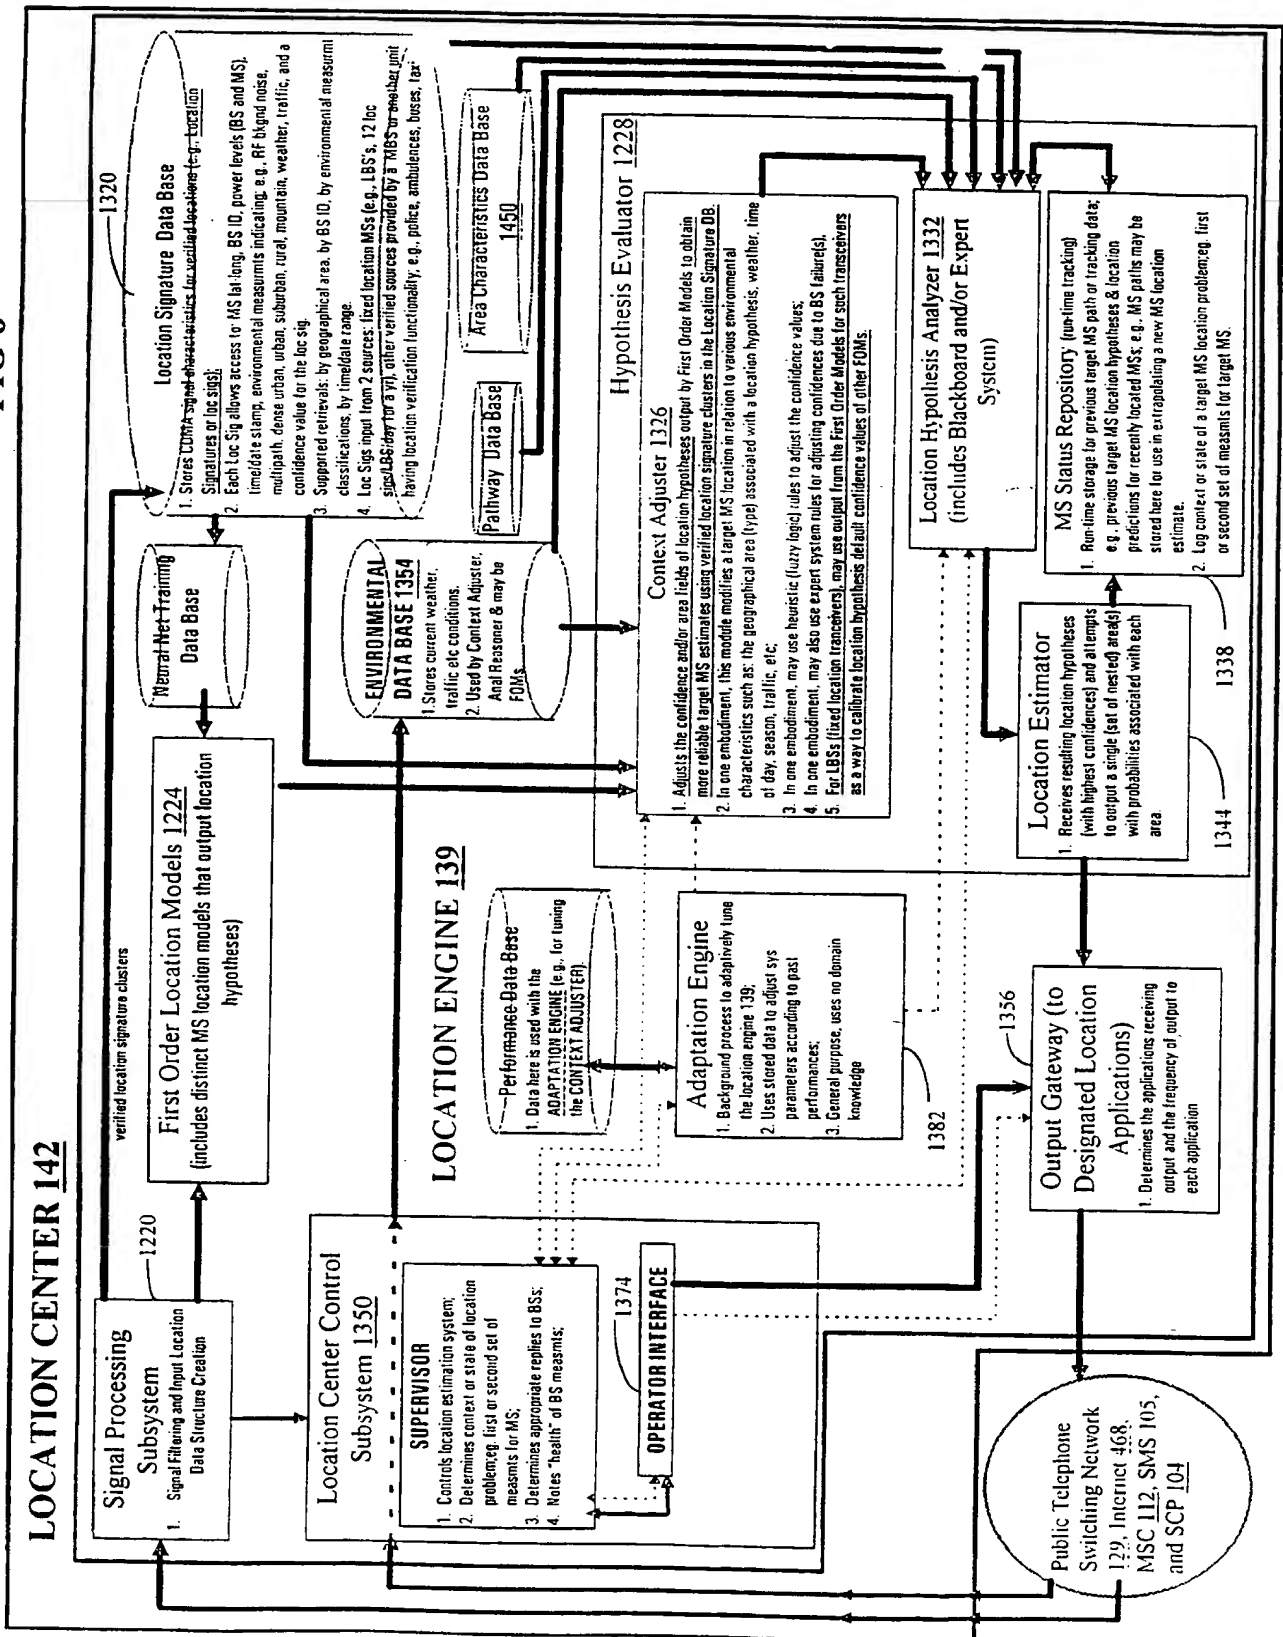 LOCATION CENTER 142
1320
Location Signature Data Base
1. Stores CDMA signal characteristics for verified locations (e.g., Location
Signatures or loc sigs);
2. Each Loc Sig allows access to: MS lat-long, BS ID, power levels (BS and MS),
time/date stamp, environmental measurmts indicating; e.g., RF bkgnd noise,
multipath, dense urban, urban, suburban, rural, mountain, weather, traffic, and a
confidence value for the loc sig.
3. Supported retrievals: by geographical area, by BS ID, by environmental measurmt
classifications, by time/date range.
4. Loc Sigs input from 2 sources: fixed location MSs (e.g., LBS's, 12 loc
sigs/LBS/day for a yr), other verified sources provided by a MBS or another unit
having location verification functionality, e.g., police, ambulences, buses, taxi
verified location signature clusters
Signal Processing
Subsystem
1. Signal Filtering and Input Location
Data Structure Creation
1220
First Order Location Models 1224
(includes distinct MS location models that output location
hypotheses)
Neural Net Training
Data Base
ENVIRONMENTAL
DATA BASE 1354
1. Stores current weather,
traffic etc conditions.
2. Used by Context Adjuster,
Anal Reasoner & may be
FOMs
Pathway Data Base
Area Characteristics Data Base
1450
Location Center Control
Subsystem 1350
SUPERVISOR
1. Controls location estimation system;
2. Determines context or state of location
problem;eg. first or second set of
measmts for MS;
3. Determines appropriate replies to BSs;
4. Notes "health" of BS measmts;
1374
OPERATOR INTERFACE
LOCATION ENGINE 139
Performance Data Base
1. Data here is used with the
ADAPTATION ENGINE (e.g., for tuning
the CONTEXT ADJUSTER).
Adaptation Engine
1. Background process to adaptively tune
the location engine 139;
2. Uses stored data to adjust sys
parameters according to past
performances;
3. General purpose, uses no domain
knowledge
1382
Hypothesis Evaluator 1228
Context Adjuster 1326
1. Adjusts the confidence and/or area fields of location hypotheses output by First Order Models to obtain
more reliable target MS estimates using verified location signature clusters in the Location Signature DB.
2. In one embodiment, this module modifies a target MS location in relation to various environmental
characteristics such as: the geographical area (type) associated with a location hypothesis, weather, time
of day, season, traffic, etc;
3. In one embodiment, may use heuristic (fuzzy logic) rules to adjust the confidence values;
4. In one embodiment, may also use expert system rules for adjusting confidences due to BS failure(s),
5. For LBSs (fixed location tranceivers), may use output from the First Order Models for such transceivers
as a way to calibrate location hypothesis default confidence values of other FOMs.
Location Hypothesis Analyzer 1332
(includes Blackboard and/or Expert
System)
MS Status Repository (run-time tracking)
1. Run-time storage for previous target MS path or tracking data;
e.g., previous target MS location hypotheses & location
predictions for recently located MSs; e.g., MS paths may be
stored here for use in extrapolating a new MS location
estimate.
2. Log context or state of a target MS location problem;eg. first
or second set of measmts for target MS.
1338
Location Estimator
1. Receives resulting location hypotheses
(with highest confidences) and attempts
to output a single (set of nested) area(s)
with probabilities associated with each
area.
1344
1356
Output Gateway (to
Designated Location
Applications)
1. Determines the applications receiving
output and the frequency of output to
each application
Public Telephone
Switching Network
129, Internet 468,
MSC 112, SMS 105,
and SCP 104